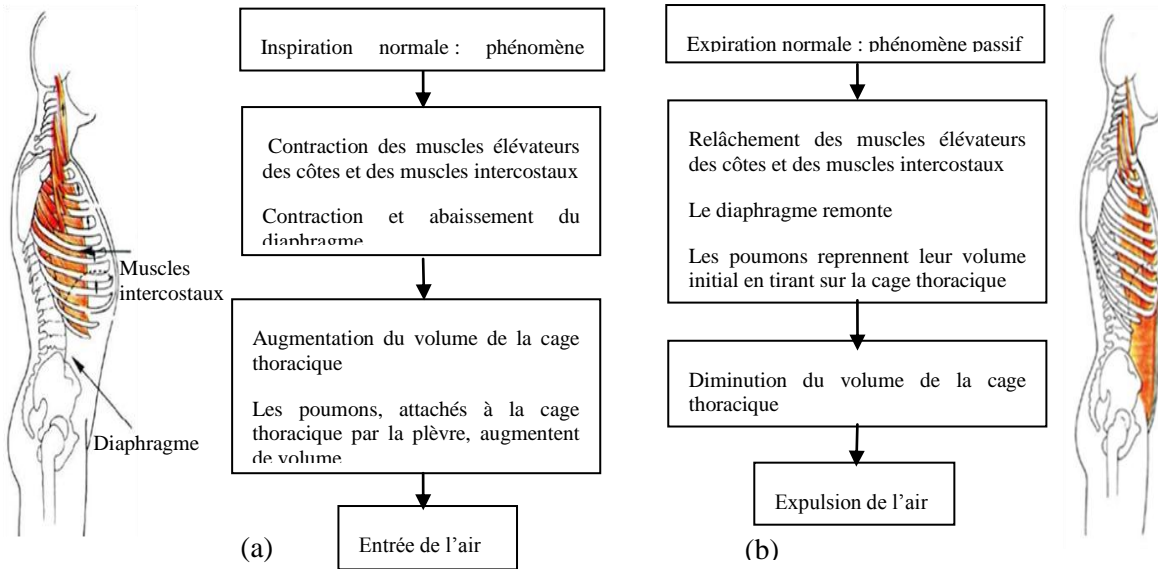 Inspiration normale : phénomène
Contraction des muscles élévateurs
des côtes et des muscles intercostaux
Contraction et abaissement du
diaphragme
Muscles
intercostaux
Augmentation du volume de la cage
thoracique
Les poumons, attachés à la cage
thoracique par la plèvre, augmentent
de volume
Diaphragme
Entrée de l’air
(a)
Expiration normale : phénomène passif
Relâchement des muscles élévateurs
des côtes et des muscles intercostaux
Le diaphragme remonte
Les poumons reprennent leur volume
initial en tirant sur la cage thoracique
Diminution du volume de la cage
thoracique
Expulsion de l’air
(b)